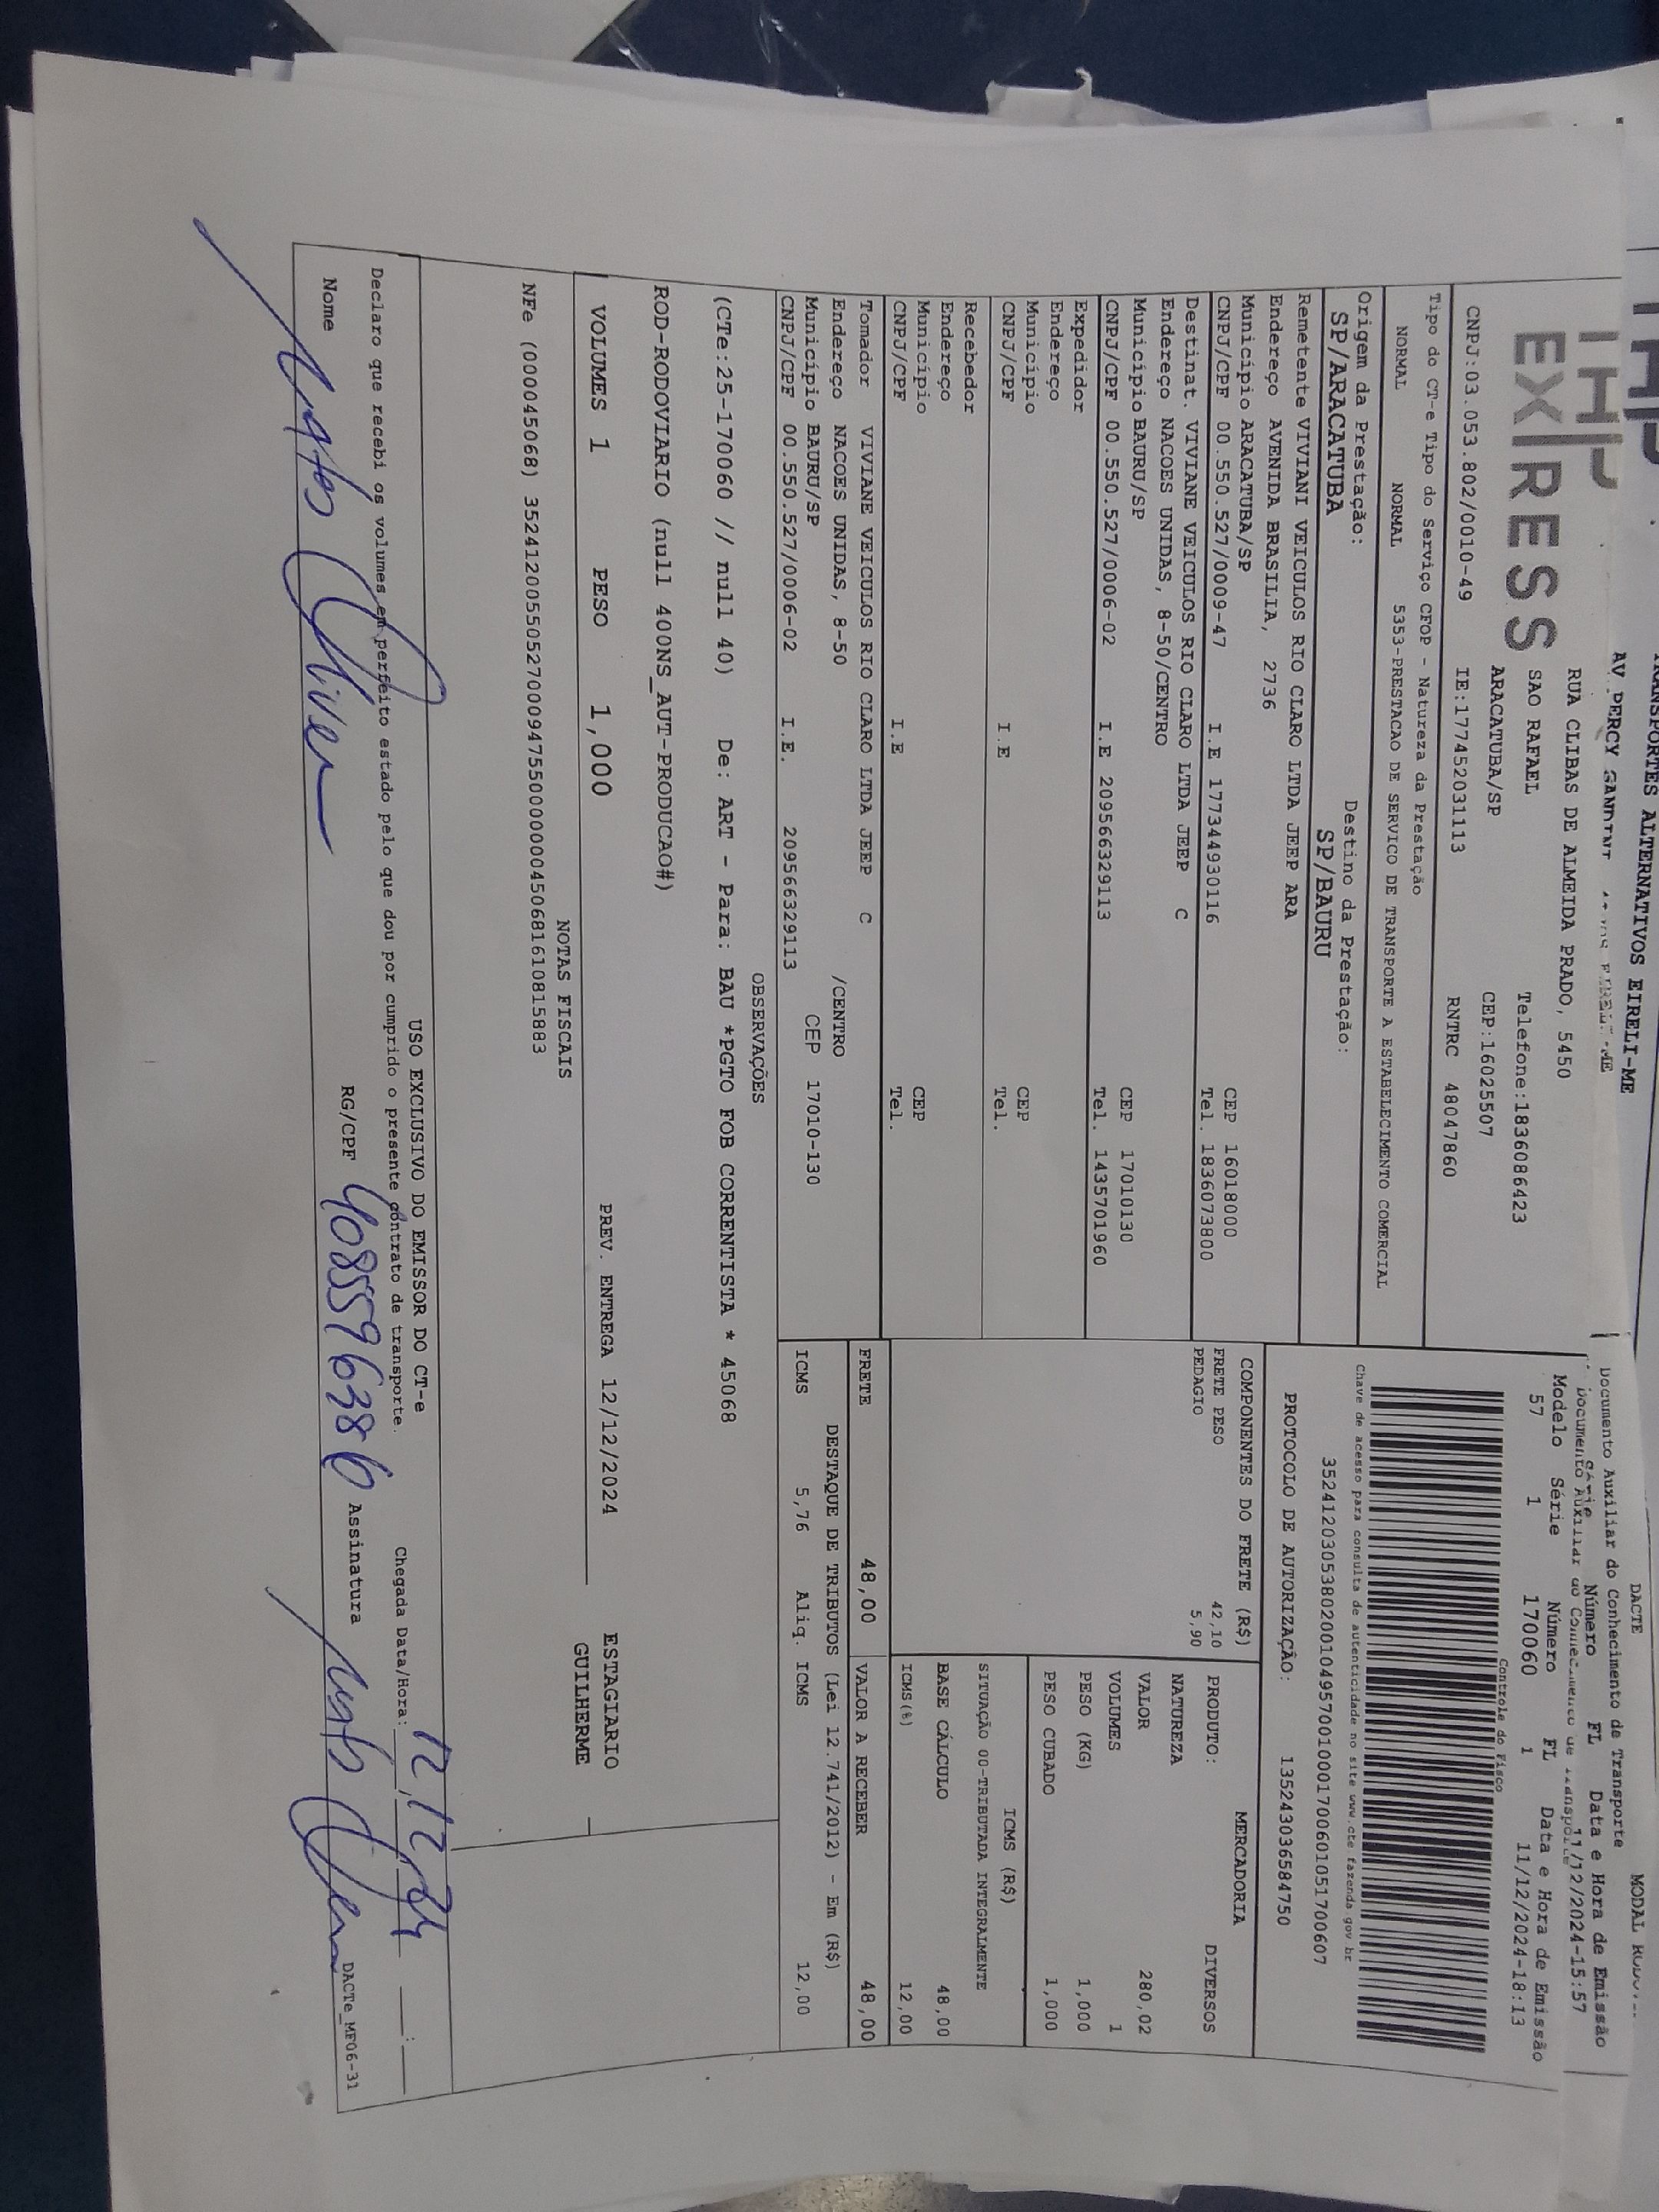 TRANSPORTES ALTERNATIVOS EIRELI-ME
DACTE
AV. PERCY
THP
EXPRESS
RUA CLIBAS DE ALMEIDA PRADO, 5450
SAO RAFAEL
Telefone:1836086423
ARACATUBA/SP
CEP:16025507
CNPJ:03.053.802/0010-49
IE:177452031113
RNTRC 48047860
Documento Auxiliar do Conhecimento de Transporte
Número FL Data e Hora de Emissão
11/12/2024-15:57
Modelo Série Número FL Data e Hora de Emissão
57 1 170060 1 11/12/2024-18:13
Controle do Fisco
Tipo do CT-e Tipo do Serviço CFOP - Natureza da Prestação
NORMAL NORMAL 5353-PRESTACAO DE SERVICO DE TRANSPORTE A ESTABELECIMENTO COMERCIAL
Chave de acesso para consulta de autenticidade no site www.cte.fazenda.gov.br
35241203053802001049570010001700601051700607
Origem da Prestação: Destino da Prestação:
SP/ARACATUBA SP/BAURU
PROTOCOLO DE AUTORIZAÇÃO: 135243036584750
Remetente VIVIANI VEICULOS RIO CLARO LTDA JEEP ARA
Endereço AVENIDA BRASILIA, 2736
Município ARACATUBA/SP CEP 16018000
CNPJ/CPF 00.550.527/0009-47 I.E 177344930116 Tel. 1836073800
Destinat. VIVIANE VEICULOS RIO CLARO LTDA JEEP C
Endereço NACOES UNIDAS, 8-50/CENTRO
Município BAURU/SP CEP 17010130
CNPJ/CPF 00.550.527/0006-02 I.E 209566329113 Tel. 1435701960
Expedidor
Endereço
Município CEP
CNPJ/CPF I.E Tel.
Recebedor
Endereço
Município CEP
CNPJ/CPF I.E Tel.
Tomador VIVIANE VEICULOS RIO CLARO LTDA JEEP C
Endereço NACOES UNIDAS, 8-50 /CENTRO
Município BAURU/SP CEP 17010-130
CNPJ/CPF 00.550.527/0006-02 I.E. 209566329113
COMPONENTES DO FRETE (R$)
FRETE PESO 42,10
PEDAGIO 5,90
MERCADORIA
PRODUTO: DIVERSOS
NATUREZA
VALOR 280,02
VOLUMES 1
PESO (KG) 1,000
PESO CUBADO 1,000
ICMS (R$)
SITUAÇÃO 00-TRIBUTADA INTEGRALMENTE
BASE CÁLCULO 48,00
ICMS(%) 12,00
FRETE 48,00 VALOR A RECEBER 48,00
DESTAQUE DE TRIBUTOS (Lei 12.741/2012) - Em (R$)
ICMS 5,76 Aliq. ICMS 12,00
OBSERVAÇÕES
(CTe:25-170060 // null 40) De: ART - Para: BAU *PGTO FOB CORRENTISTA * 45068
ROD-RODOVIARIO (null 400NS_AUT-PRODUCAO#)
VOLUMES 1 PESO 1,000 PREV. ENTREGA 12/12/2024
ESTAGIARIO
GUILHERME
NOTAS FISCAIS
NFe (000045068) 35241200550527000947550000000450681610815883
USO EXCLUSIVO DO EMISSOR DO CT-e
Declaro que recebi os volumes em perfeito estado pelo que dou por cumprido o presente contrato de transporte.
Chegada Data/Hora: 12/12/24 :
Nome RG/CPF 4085596386 Assinatura
DACTe_MF06-31